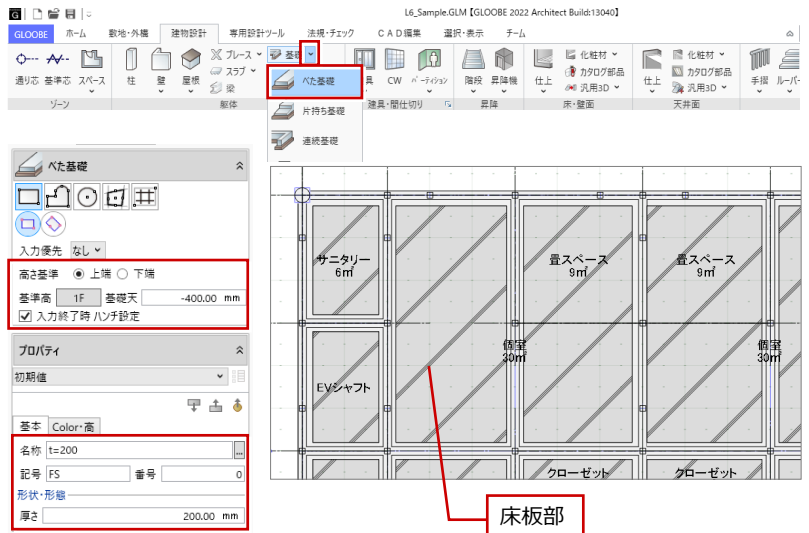 L6_Sample.GLM【GLOOBE 2022 Architect Build:13040】
GLOOBE ホーム 敷地・外構 建物設計 専用設計ツール 法規・チェック CAD編集 選択・表示 チーム
ブレース 基礎 化粧材 化粧材
スラブ カタログ部品 カタログ部品
通り芯 基準芯 スペース 柱 壁 屋根 梁 具 CW パーテイション 階段 昇降機 仕上 汎用3D 仕上 汎用3D 手摺 ルーバー
ゾーン 躯体 建具・間仕切り 昇降 床・壁面 天井面
べた基礎
片持ち基礎
連続基礎
べた基礎
入力優先 なし
高さ基準 上端 下端
基準高 1F 基礎天 -400.00 mm
入力終了時 ハンチ設定
プロパティ
初期値
基本 Color・高
名称 t=200 ...
記号 FS 番号 0
形状・形態
厚さ 200.00 mm
サニタリー
6㎡
畳スペース
9㎡
畳スペース
9㎡
個室
30㎡
個室
30㎡
EVシャフト
クローゼット
クローゼット
床板部